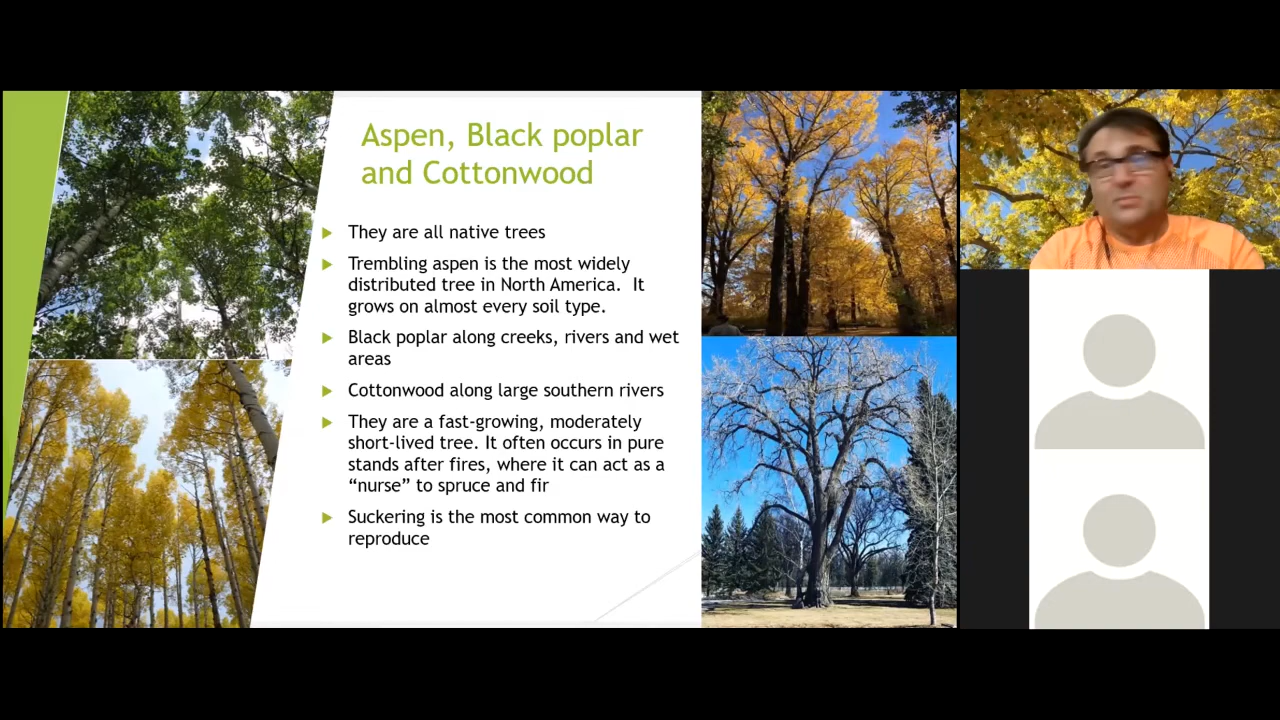 Aspen, Black poplar
and Cottonwood
They are all native trees
Trembling aspen is the most widely
distributed tree in North America.  It
grows on almost every soil type.
Black poplar along creeks, rivers and wet
areas
Cottonwood along large southern rivers
They are a fast-growing, moderately
short-lived tree. It often occurs in pure
stands after fires, where it can act as a
“nurse” to spruce and fir
Suckering is the most common way to
reproduce